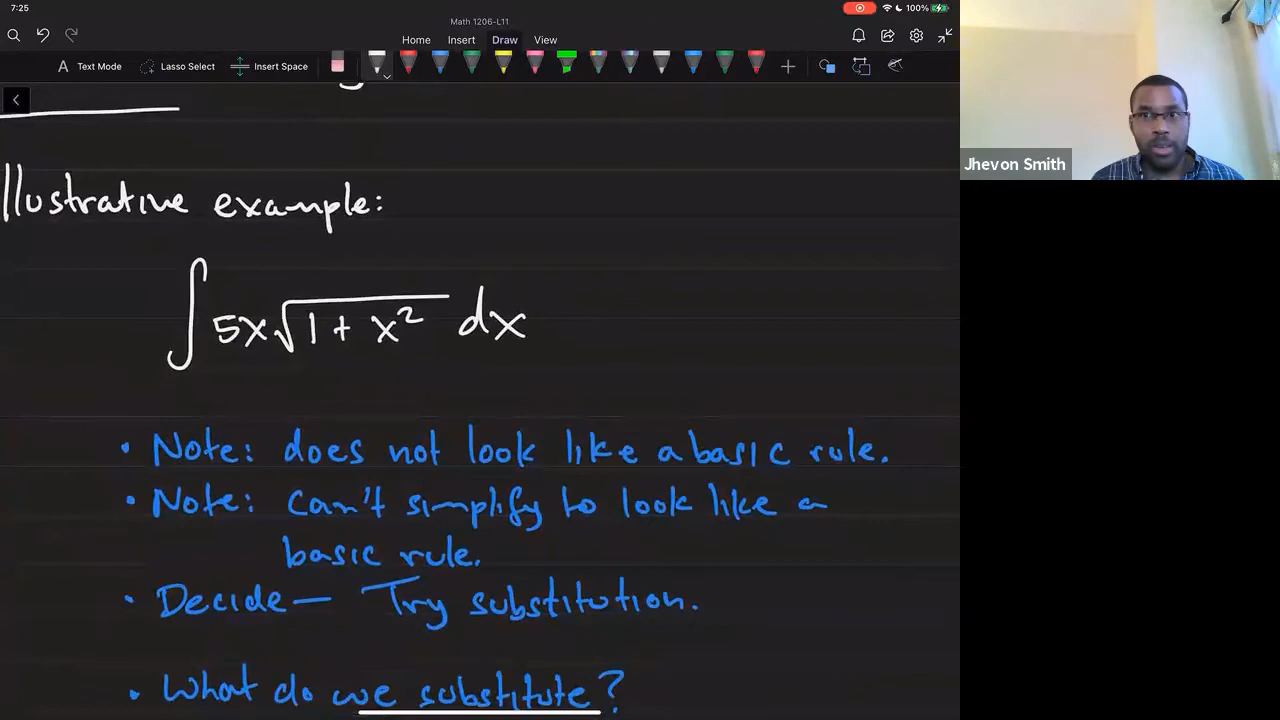 7:25
100%
Math 1206-L11
Home Insert Draw View
Text Mode Lasso Select Insert Space
Illustrative example:
∫ 5x√(1 + x²) dx
• Note: does not look like a basic rule.
• Note: Can't simplify to look like a
basic rule.
• Decide — Try substitution.
• What do we substitute?
Jhevon Smith